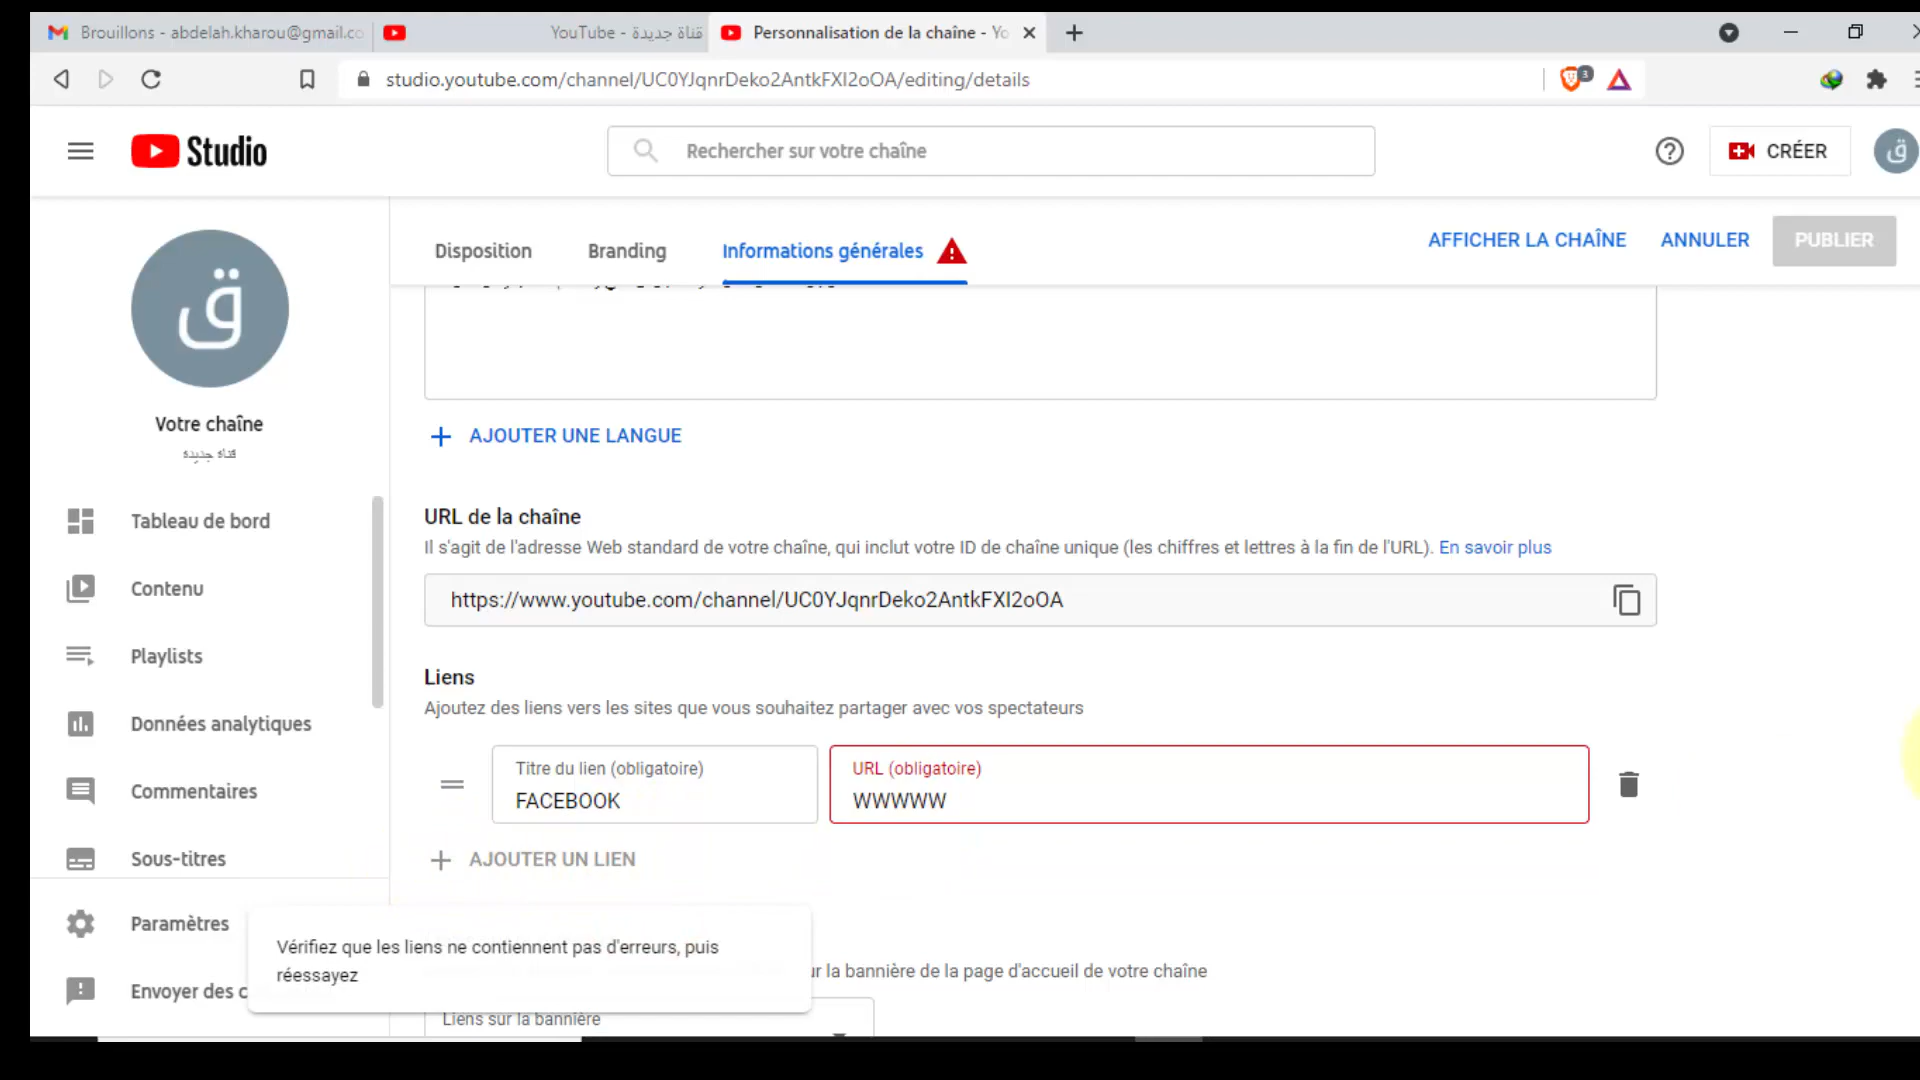 Brouillons - abdelah.kharou@gmail.co
قناة جديدة - YouTube
Personnalisation de la chaîne - Yo
studio.youtube.com/channel/UC0YJqnrDeko2AntkFXI2oOA/editing/details
3
Studio
Rechercher sur votre chaîne
CRÉER
ق
Disposition
Branding
Informations générales
AFFICHER LA CHAÎNE
ANNULER
PUBLIER
ق
Votre chaîne
قناة جديدة
Tableau de bord
Contenu
Playlists
Données analytiques
Commentaires
Sous-titres
Paramètres
Envoyer des c
AJOUTER UNE LANGUE
URL de la chaîne
Il s'agit de l'adresse Web standard de votre chaîne, qui inclut votre ID de chaîne unique (les chiffres et lettres à la fin de l'URL). En savoir plus
https://www.youtube.com/channel/UC0YJqnrDeko2AntkFXI2oOA
Liens
Ajoutez des liens vers les sites que vous souhaitez partager avec vos spectateurs
Titre du lien (obligatoire)
FACEBOOK
URL (obligatoire)
WWWWW
AJOUTER UN LIEN
Vérifiez que les liens ne contiennent pas d'erreurs, puis
réessayez
ur la bannière de la page d'accueil de votre chaîne
Liens sur la bannière